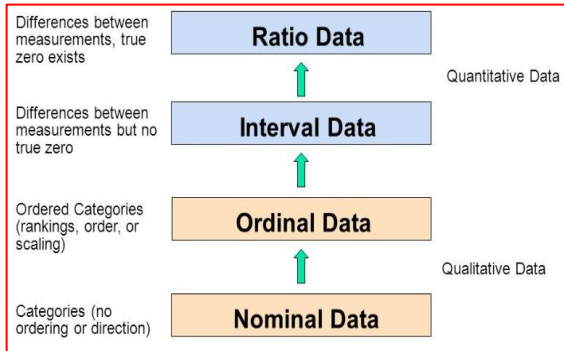 Differences between
measurements, true
zero exists
Ratio Data
Quantitative Data
Differences between
measurements but no
true zero
Interval Data
Ordered Categories
(rankings, order, or
scaling)
Ordinal Data
Qualitative Data
Categories (no
ordering or direction)
Nominal Data